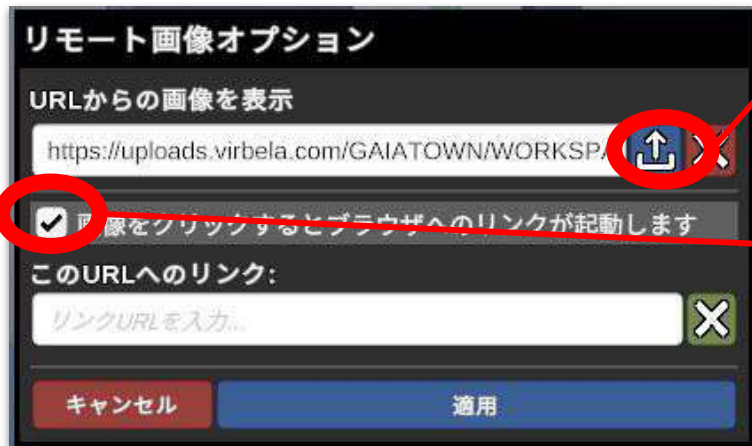 リモート画像オプション
URLからの画像を表示
https://uploads.virbela.com/GAIATOWN/WORKSPA
画像をクリックするとブラウザへのリンクが起動します
このURLへのリンク:
リンクURLを入力...
キャンセル
適用